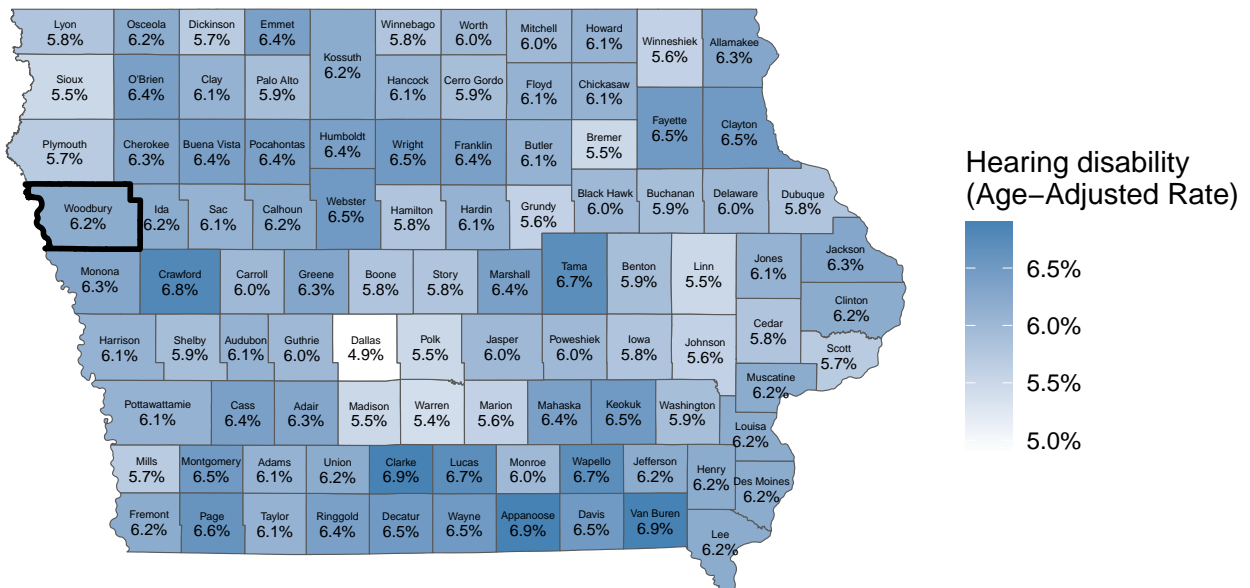 Lyon
5.8%
Osceola
6.2%
Dickinson
5.7%
Emmet
6.4%
Kossuth
6.2%
Winnebago
5.8%
Worth
6.0%
Mitchell
6.0%
Howard
6.1%
Winneshiek
5.6%
Allamakee
6.3%
Sioux
5.5%
O'Brien
6.4%
Clay
6.1%
Palo Alto
5.9%
Hancock
6.1%
Cerro Gordo
5.9%
Floyd
6.1%
Chickasaw
6.1%
Plymouth
5.7%
Cherokee
6.3%
Buena Vista
6.4%
Pocahontas
6.4%
Humboldt
6.4%
Wright
6.5%
Franklin
6.4%
Butler
6.1%
Bremer
5.5%
Fayette
6.5%
Clayton
6.5%
Woodbury
6.2%
Ida
6.2%
Sac
6.1%
Calhoun
6.2%
Webster
6.5%
Hamilton
5.8%
Hardin
6.1%
Grundy
5.6%
Black Hawk
6.0%
Buchanan
5.9%
Delaware
6.0%
Dubuque
5.8%
Monona
6.3%
Crawford
6.8%
Carroll
6.0%
Greene
6.3%
Boone
5.8%
Story
5.8%
Marshall
6.4%
Tama
6.7%
Benton
5.9%
Linn
5.5%
Jones
6.1%
Jackson
6.3%
Clinton
6.2%
Harrison
6.1%
Shelby
5.9%
Audubon
6.1%
Guthrie
6.0%
Dallas
4.9%
Polk
5.5%
Jasper
6.0%
Poweshiek
6.0%
Iowa
5.8%
Johnson
5.6%
Cedar
5.8%
Scott
5.7%
Muscatine
6.2%
Pottawattamie
6.1%
Cass
6.4%
Adair
6.3%
Madison
5.5%
Warren
5.4%
Marion
5.6%
Mahaska
6.4%
Keokuk
6.5%
Washington
5.9%
Louisa
6.2%
Mills
5.7%
Montgomery
6.5%
Adams
6.1%
Union
6.2%
Clarke
6.9%
Lucas
6.7%
Monroe
6.0%
Wapello
6.7%
Jefferson
6.2%
Henry
6.2%
Des Moines
6.2%
Fremont
6.2%
Page
6.6%
Taylor
6.1%
Ringgold
6.4%
Decatur
6.5%
Wayne
6.5%
Appanoose
6.9%
Davis
6.5%
Van Buren
6.9%
Lee
6.2%
Hearing disability
(Age−Adjusted Rate)
6.5%
6.0%
5.5%
5.0%